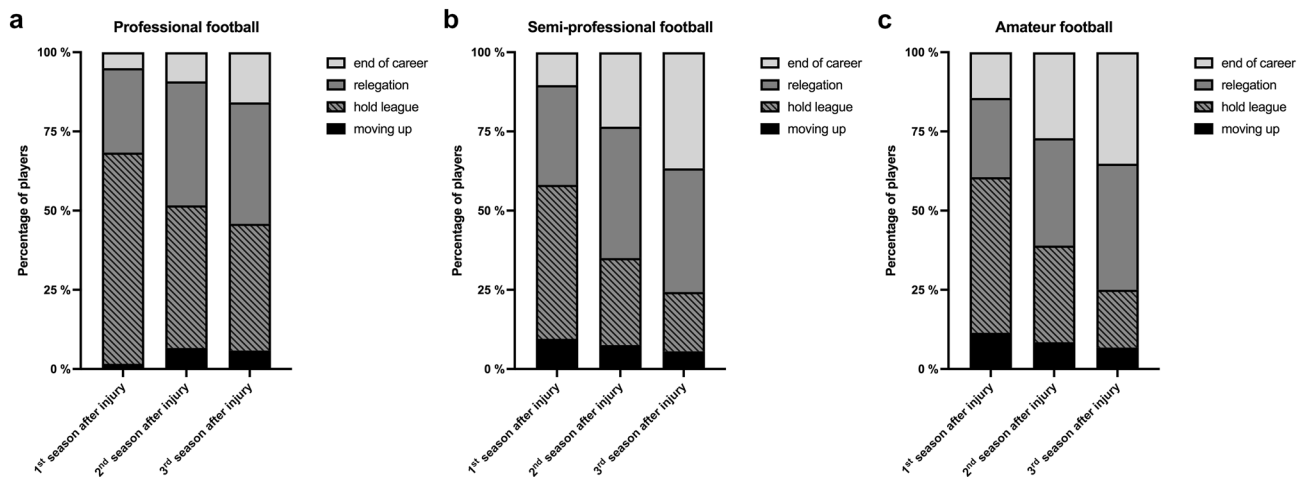 a
Professional football
Percentage of players
100 %
75 %
50 %
25 %
0 %
1st season after injury
2nd season after injury
3rd season after injury
end of career
relegation
hold league
moving up
b
Semi-professional football
Percentage of players
100 %
75 %
50 %
25 %
0 %
1st season after injury
2nd season after injury
3rd season after injury
end of career
relegation
hold league
moving up
c
Amateur football
Percentage of players
100 %
75 %
50 %
25 %
0 %
1st season after injury
2nd season after injury
3rd season after injury
end of career
relegation
hold league
moving up